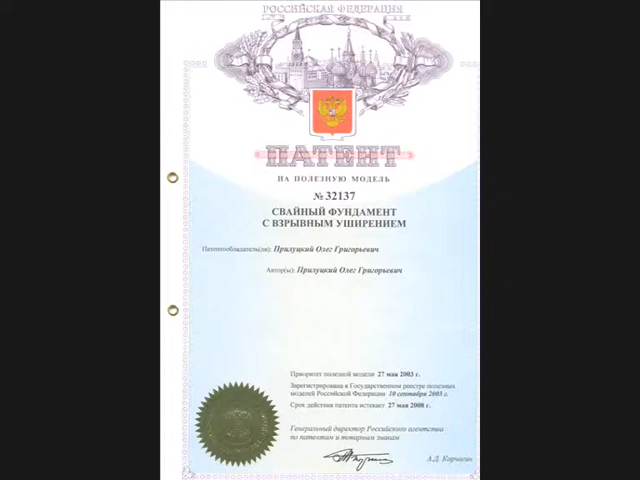 РОССИЙСКАЯ ФЕДЕРАЦИЯ
ПАТЕНТ
НА ПОЛЕЗНУЮ МОДЕЛЬ
№ 32137
СВАЙНЫЙ ФУНДАМЕНТ
С ВЗРЫВНЫМ УШИРЕНИЕМ
Патентообладатель(ли): Прилуцкий Олег Григорьевич
Автор(ы): Прилуцкий Олег Григорьевич
Приоритет полезной модели 27 мая 2003 г.
Зарегистрирована в Государственном реестре полезных
моделей Российской Федерации 10 сентября 2003 г.
Срок действия патента истекает 27 мая 2008 г.
Генеральный директор Российского агентства
по патентам и товарным знакам
А.Д. Корчагин